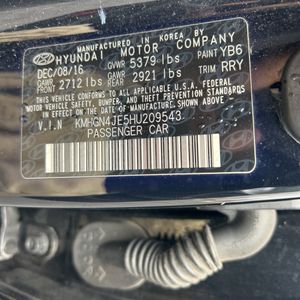 MANUFACTURED IN KOREA
HYUNDAI MOTOR COMPANY
DEC/08/16 GVWR 5379 lbs PAINT YB6
GAWR FRONT 2712 lbs GAWR REAR 2921 lbs TRIM RRY
THIS VEHICLE CONFORMS TO ALL APPLICABLE U.S.A. FEDERAL
MOTOR VEHICLE SAFETY, BUMPER, AND THEFT PREVENTION STANDARDS
IN EFFECT ON THE DATE OF MANUFACTURE SHOWN ABOVE.
V.I.N KMHGN4JE5HU209543
PASSENGER CAR